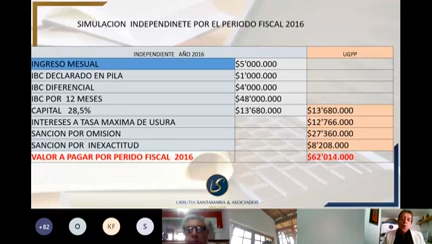 SIMULACION INDEPENDINETE POR EL PERIODO FISCAL 2016
INDEPENDIENTE AÑO 2016 UGPP
INGRESO MESUAL $5'000.000
IBC DECLARADO EN PILA $1'000.000
IBC DIFERENCIAL $4'000.000
IBC POR 12 MESES $48'000.000
CAPITAL 28,5% $13'680.000 $13'680.000
INTERESES A TASA MAXIMA DE USURA $12'766.000
SANCION POR OMISION $27'360.000
SANCION POR INEXACTITUD $8'208.000
VALOR A PAGAR POR PERIDO FISCAL 2016 $62'014.000
URRUTIA SANTAMARIA & ASOCIADOS
+82 O KF S